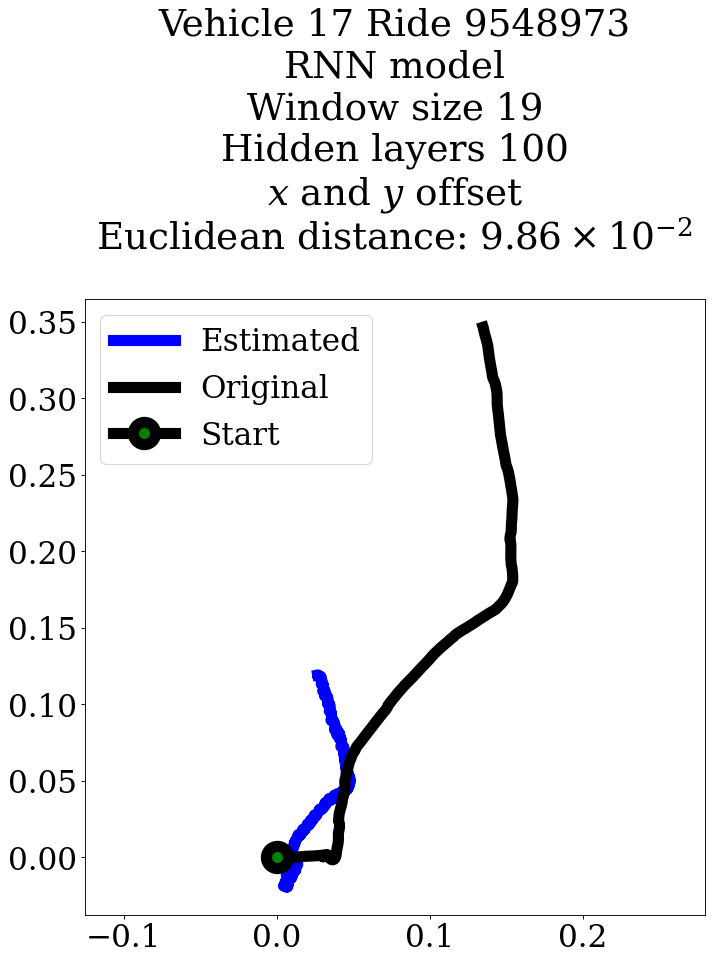 Vehicle 17 Ride 9548973
RNN model
Window size 19
Hidden layers 100
x and y offset
Euclidean distance: 9.86 × 10⁻²
Estimated
Original
Start
0.35
0.30
0.25
0.20
0.15
0.10
0.05
0.00
−0.1 0.0 0.1 0.2